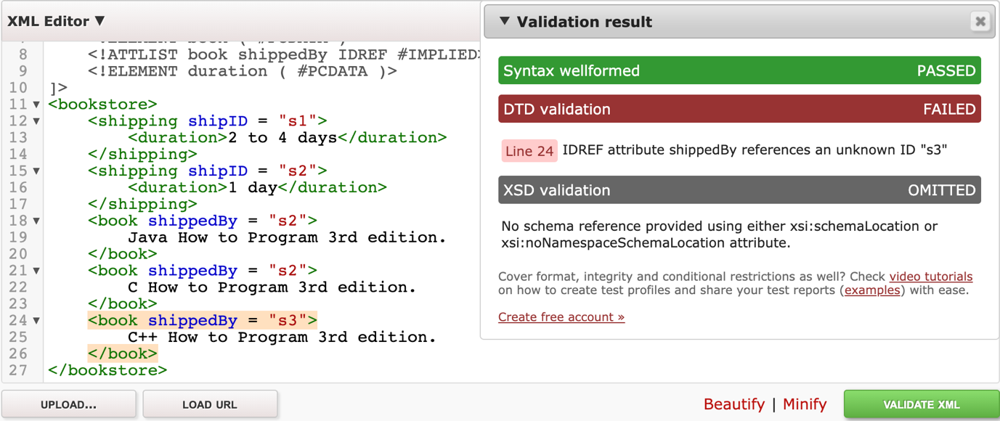 XML Editor ▼
8 <!ATTLIST book shippedBy IDREF #IMPLIED>
9 <!ELEMENT duration ( #PCDATA )>
10 ]>
11 ▼ <bookstore>
12 ▼ <shipping shipID = "s1">
13 <duration>2 to 4 days</duration>
14 </shipping>
15 ▼ <shipping shipID = "s2">
16 <duration>1 day</duration>
17 </shipping>
18 ▼ <book shippedBy = "s2">
19 Java How to Program 3rd edition.
20 </book>
21 ▼ <book shippedBy = "s2">
22 C How to Program 3rd edition.
23 </book>
24 ▼ <book shippedBy = "s3">
25 C++ How to Program 3rd edition.
26 </book>
27 </bookstore>
▼ Validation result ✖
Syntax wellformed PASSED
DTD validation FAILED
Line 24 IDREF attribute shippedBy references an unknown ID "s3"
XSD validation OMITTED
No schema reference provided using either xsi:schemaLocation or
xsi:noNamespaceSchemaLocation attribute.
Cover format, integrity and conditional restrictions as well? Check video tutorials
on how to create test profiles and share your test reports (examples) with ease.
Create free account »
UPLOAD...
LOAD URL
Beautify | Minify
VALIDATE XML